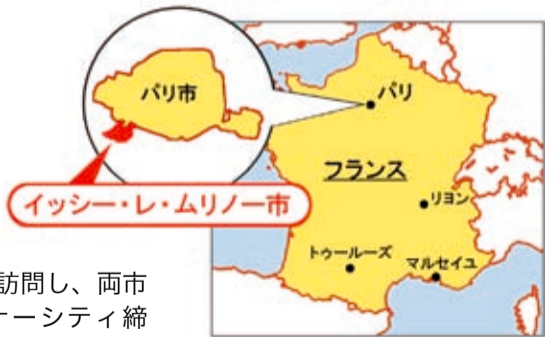 パリ市
パリ
フランス
イッシー・レ・ムリノー市
リヨン
トゥールーズ
マルセイユ
訪問し、両市
ーシティ締